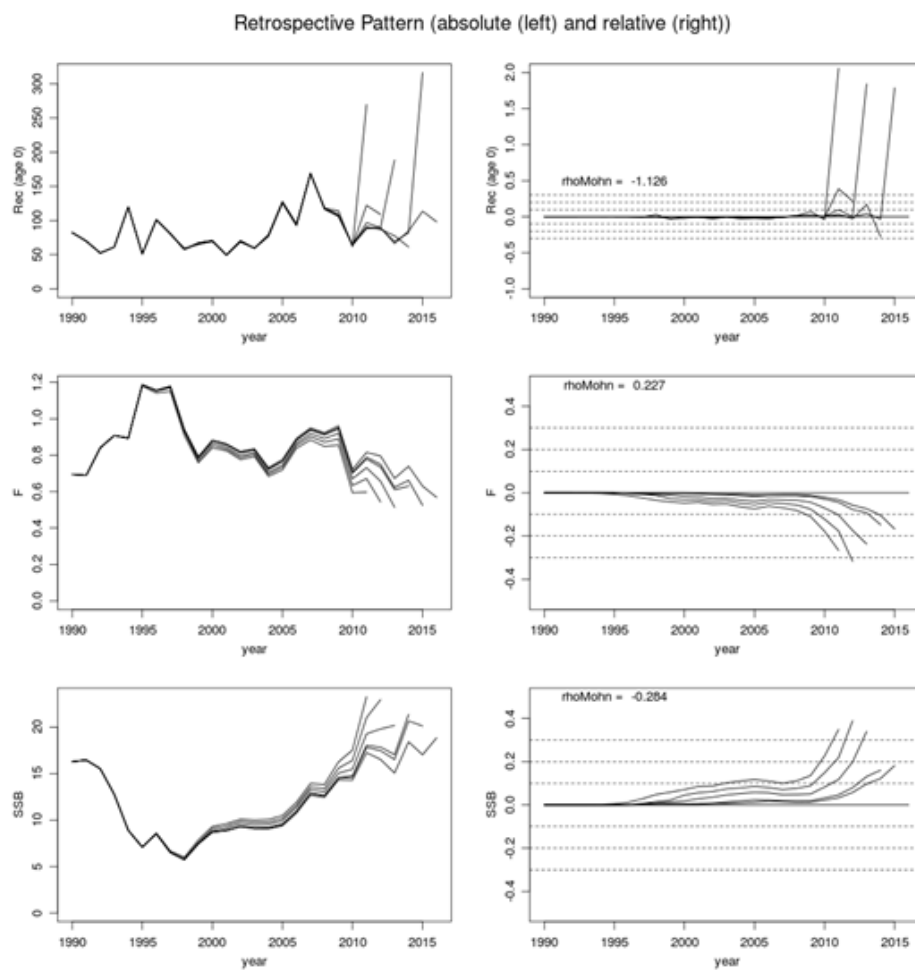 Retrospective Pattern (absolute (left) and relative (right))
Rec (age 0)
300
250
200
150
100
50
0
1990 1995 2000 2005 2010 2015
year
Rec (age 0)
2.0
1.5
1.0
0.5
0.0
-1.0
rhoMohn = -1.126
1990 1995 2000 2005 2010 2015
year
F
1.2
1.0
0.8
0.6
0.4
0.2
0.0
1990 1995 2000 2005 2010 2015
year
F
0.4
0.2
0.0
-0.2
-0.4
rhoMohn = 0.227
1990 1995 2000 2005 2010 2015
year
SSB
20
15
10
5
0
1990 1995 2000 2005 2010 2015
year
SSB
0.4
0.2
0.0
-0.2
-0.4
rhoMohn = -0.284
1990 1995 2000 2005 2010 2015
year